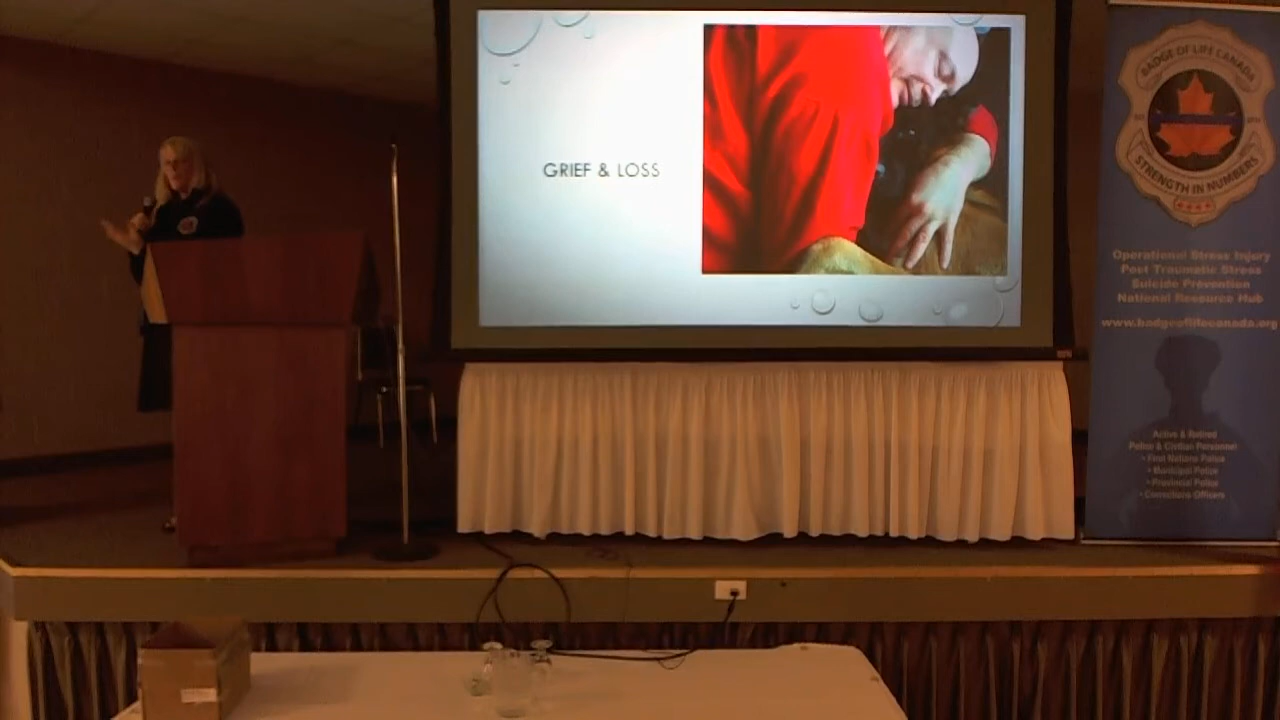 GRIEF & LOSS
BADGE OF LIFE CANADA
STRENGTH IN NUMBERS
Operational Stress Injury
Post Traumatic Stress
Suicide Prevention
National Resource Hub
www.badgeoflifecanada.org
Active & Retired
Police & Civilian Personnel
• First Nations Police
• Municipal Police
• Provincial Police
• Corrections Officers